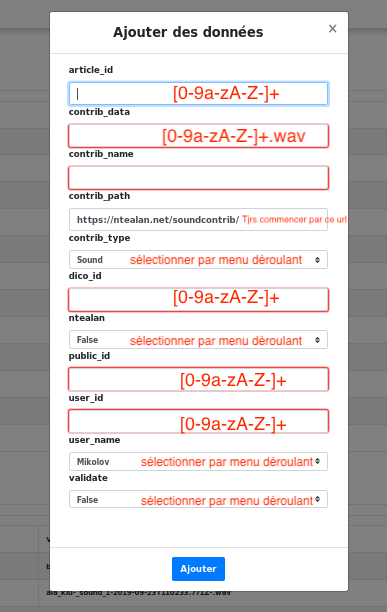 Ajouter des données
×
article_id
[0-9a-zA-Z-]+
contrib_data
[0-9a-zA-Z-]+.wav
contrib_name
contrib_path
https://ntealan.net/soundcontrib/ Tjrs commencer par ce url
contrib_type
Sound sélectionner par menu déroulant
dico_id
[0-9a-zA-Z-]+
ntealan
False sélectionner par menu déroulant
public_id
[0-9a-zA-Z-]+
user_id
[0-9a-zA-Z-]+
user_name
Mikolov sélectionner par menu déroulant
validate
False sélectionner par menu déroulant
Ajouter